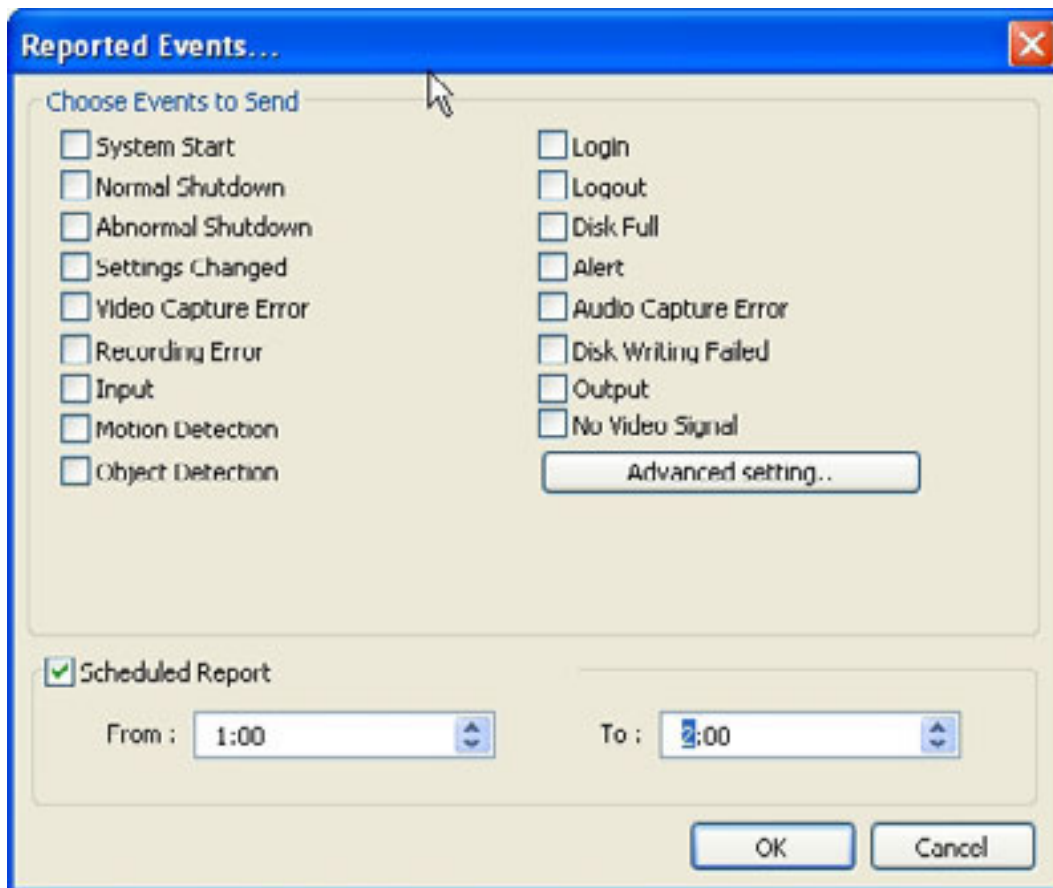 Reported Events...
Choose Events to Send
System Start
Normal Shutdown
Abnormal Shutdown
Settings Changed
Video Capture Error
Recording Error
Input
Motion Detection
Object Detection
Login
Logout
Disk Full
Alert
Audio Capture Error
Disk Writing Failed
Output
No Video Signal
Advanced setting..
Scheduled Report
From : 1:00
To : 2:00
OK
Cancel